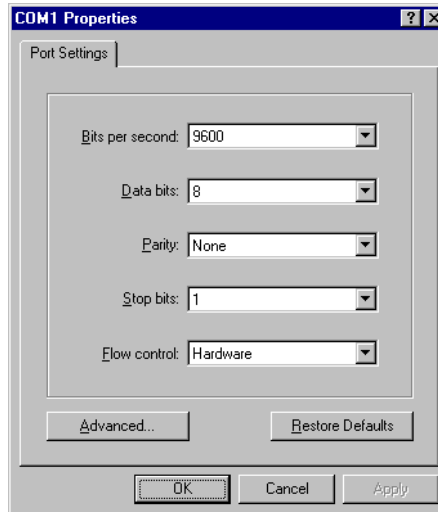 COM1 Properties
Port Settings
Bits per second: 9600
Data bits: 8
Parity: None
Stop bits: 1
Flow control: Hardware
Advanced... Restore Defaults
OK Cancel Apply